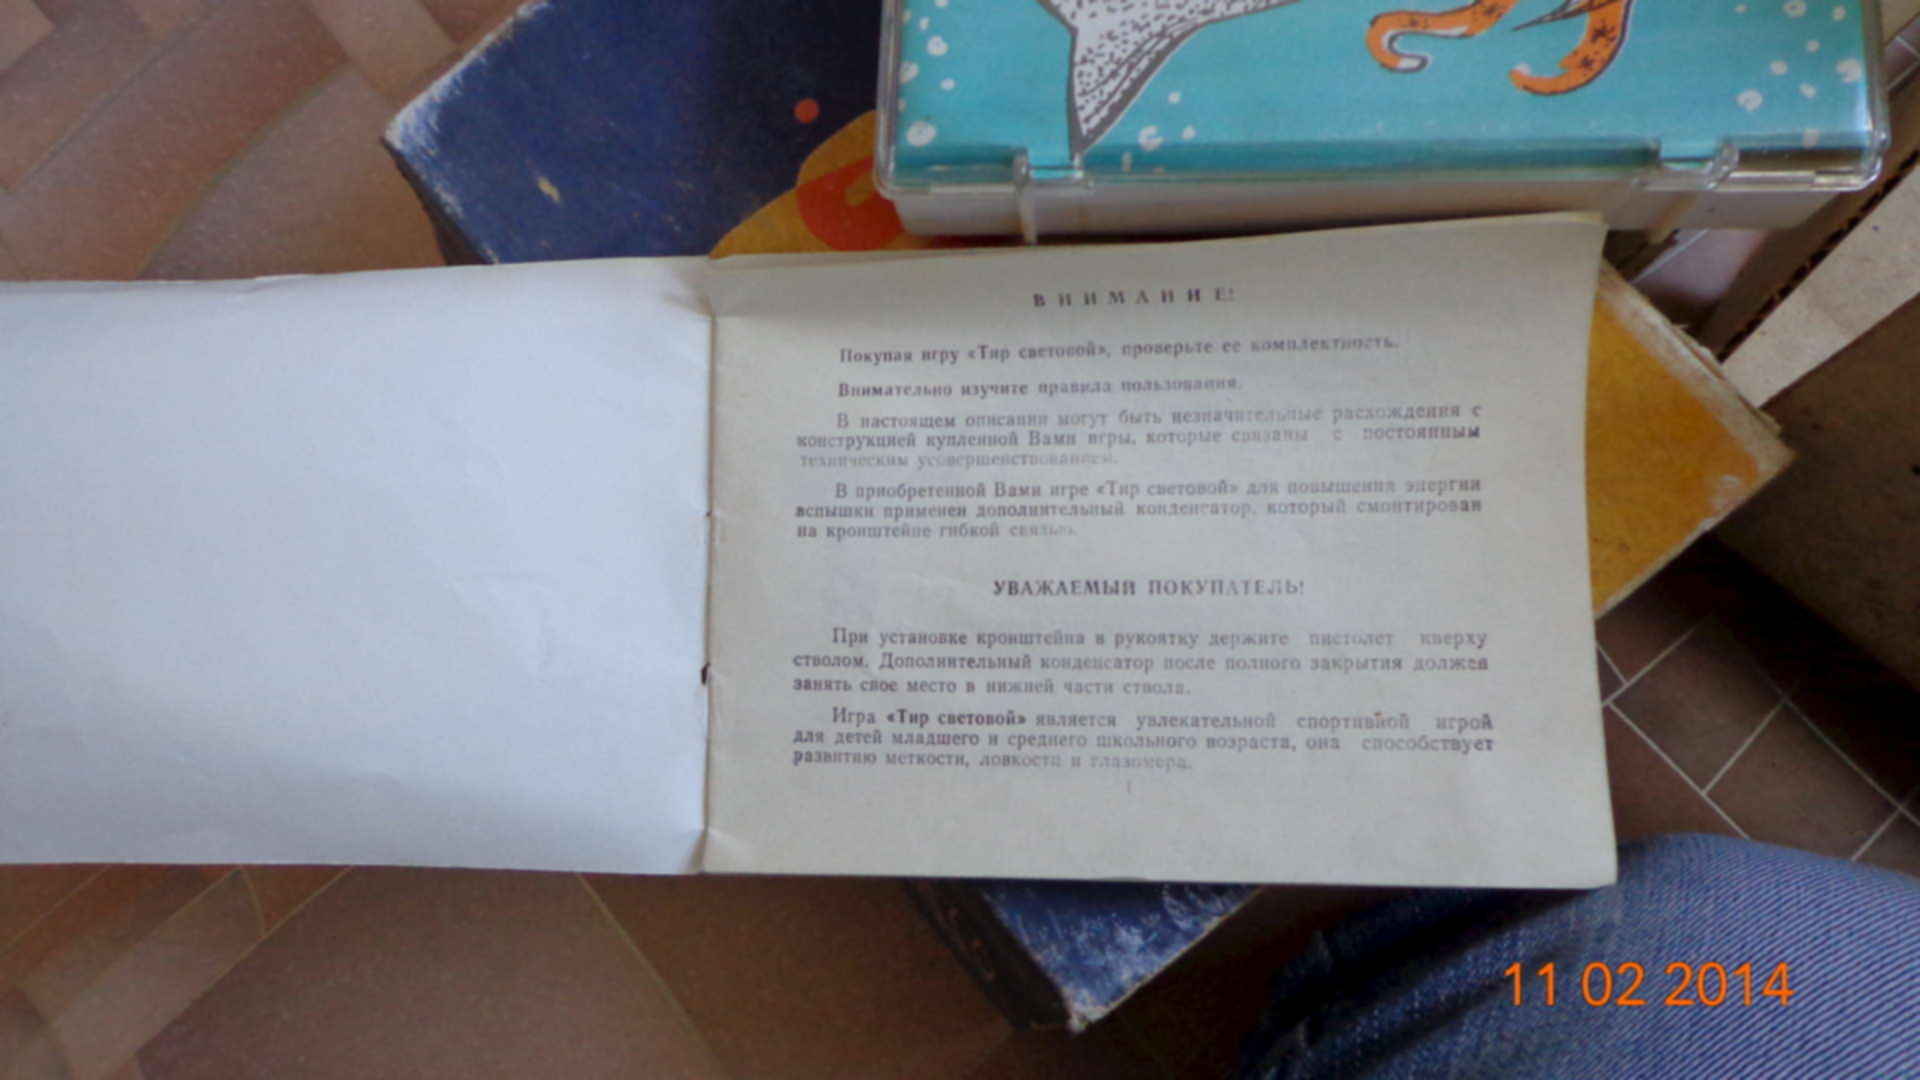 ВНИМАНИЕ!
Покупая игру «Тир световой», проверьте ее комплектность.
Внимательно изучите правила пользования.
В настоящем описании могут быть незначительные расхождения с
конструкцией купленной Вами игры, которые связаны с постоянным
техническим усовершенствованием.
В приобретенной Вами игре «Тир световой» для повышения энергии
вспышки применен дополнительный конденсатор, который смонтирован
на кронштейне гибкой связью.
УВАЖАЕМЫЙ ПОКУПАТЕЛЬ!
При установке кронштейна в рукоятку держите пистолет кверху
стволом. Дополнительный конденсатор после полного закрытия должен
занять свое место в нижней части ствола.
Игра «Тир световой» является увлекательной спортивной игрой
для детей младшего и среднего школьного возраста, она способствует
развитию меткости, ловкости и глазомера.
1
11 02 2014